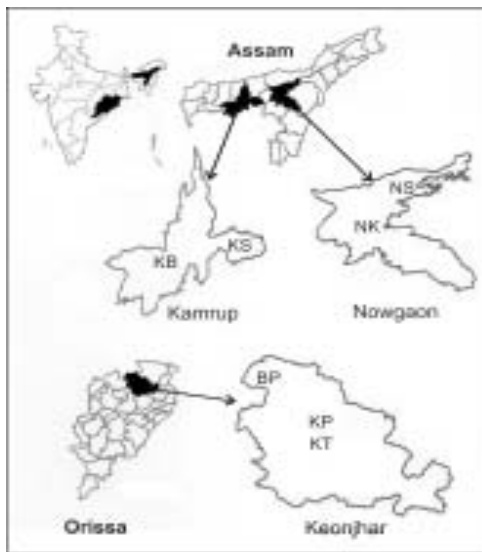 Assam
NS
NK
KS
KB
Kamrup
Nowgaon
BP
KP
KT
Orissa
Keonjhar